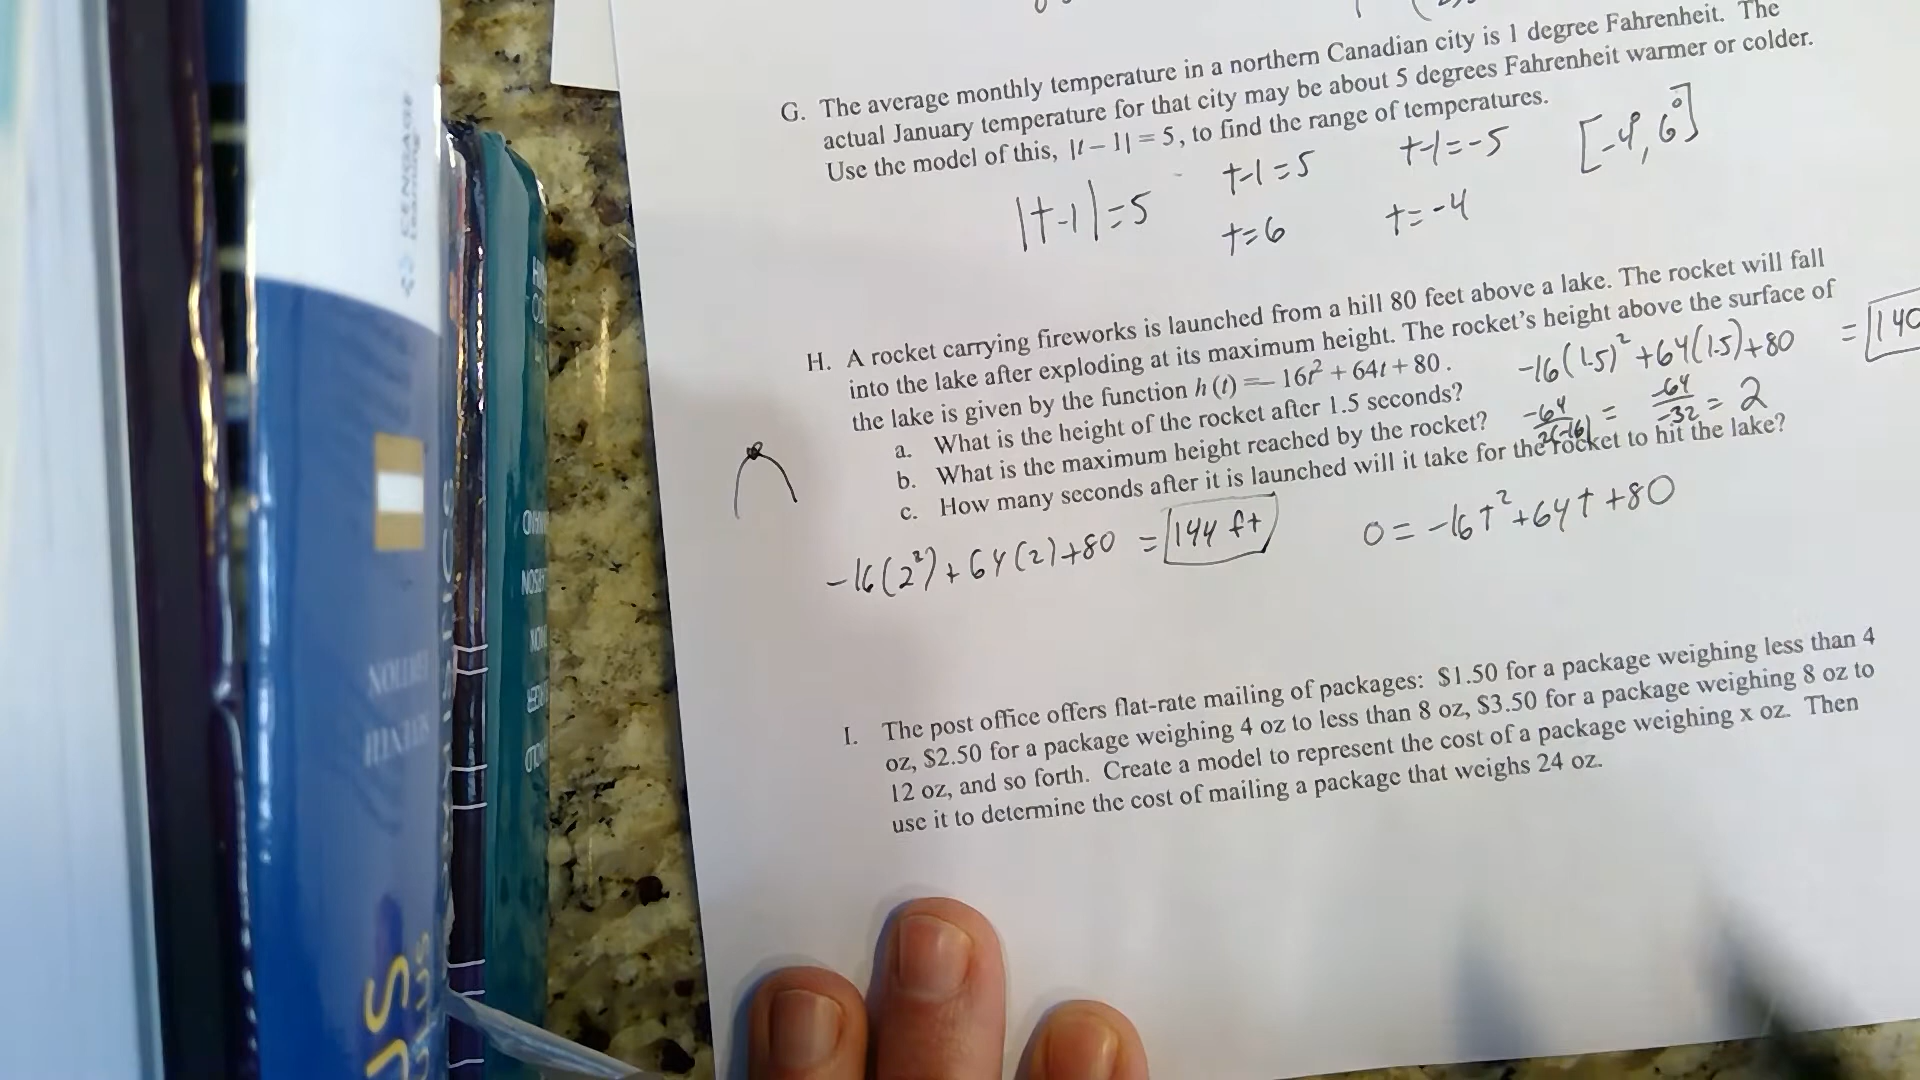 G. The average monthly temperature in a northern Canadian city is 1 degree Fahrenheit. The
actual January temperature for that city may be about 5 degrees Fahrenheit warmer or colder.
Use the model of this, |t – 1| = 5, to find the range of temperatures.
|t-1|=5
t-1=5
t=6
t-1=-5
t=-4
[-4, 6°]
H. A rocket carrying fireworks is launched from a hill 80 feet above a lake. The rocket will fall
into the lake after exploding at its maximum height. The rocket's height above the surface of
the lake is given by the function h (t) = – 16t² + 64t + 80 .
a. What is the height of the rocket after 1.5 seconds?
b. What is the maximum height reached by the rocket?
c. How many seconds after it is launched will it take for the rocket to hit the lake?
-16(1.5)²+64(1.5)+80 = 140
-64/2(-16) = -64/-32 = 2
-16(2²)+64(2)+80 = 144 ft
0 = -16t²+64t+80
I. The post office offers flat-rate mailing of packages: $1.50 for a package weighing less than 4
oz, $2.50 for a package weighing 4 oz to less than 8 oz, $3.50 for a package weighing 8 oz to
12 oz, and so forth. Create a model to represent the cost of a package weighing x oz. Then
use it to determine the cost of mailing a package that weighs 24 oz.
CENGAGE
Learning
EDITION